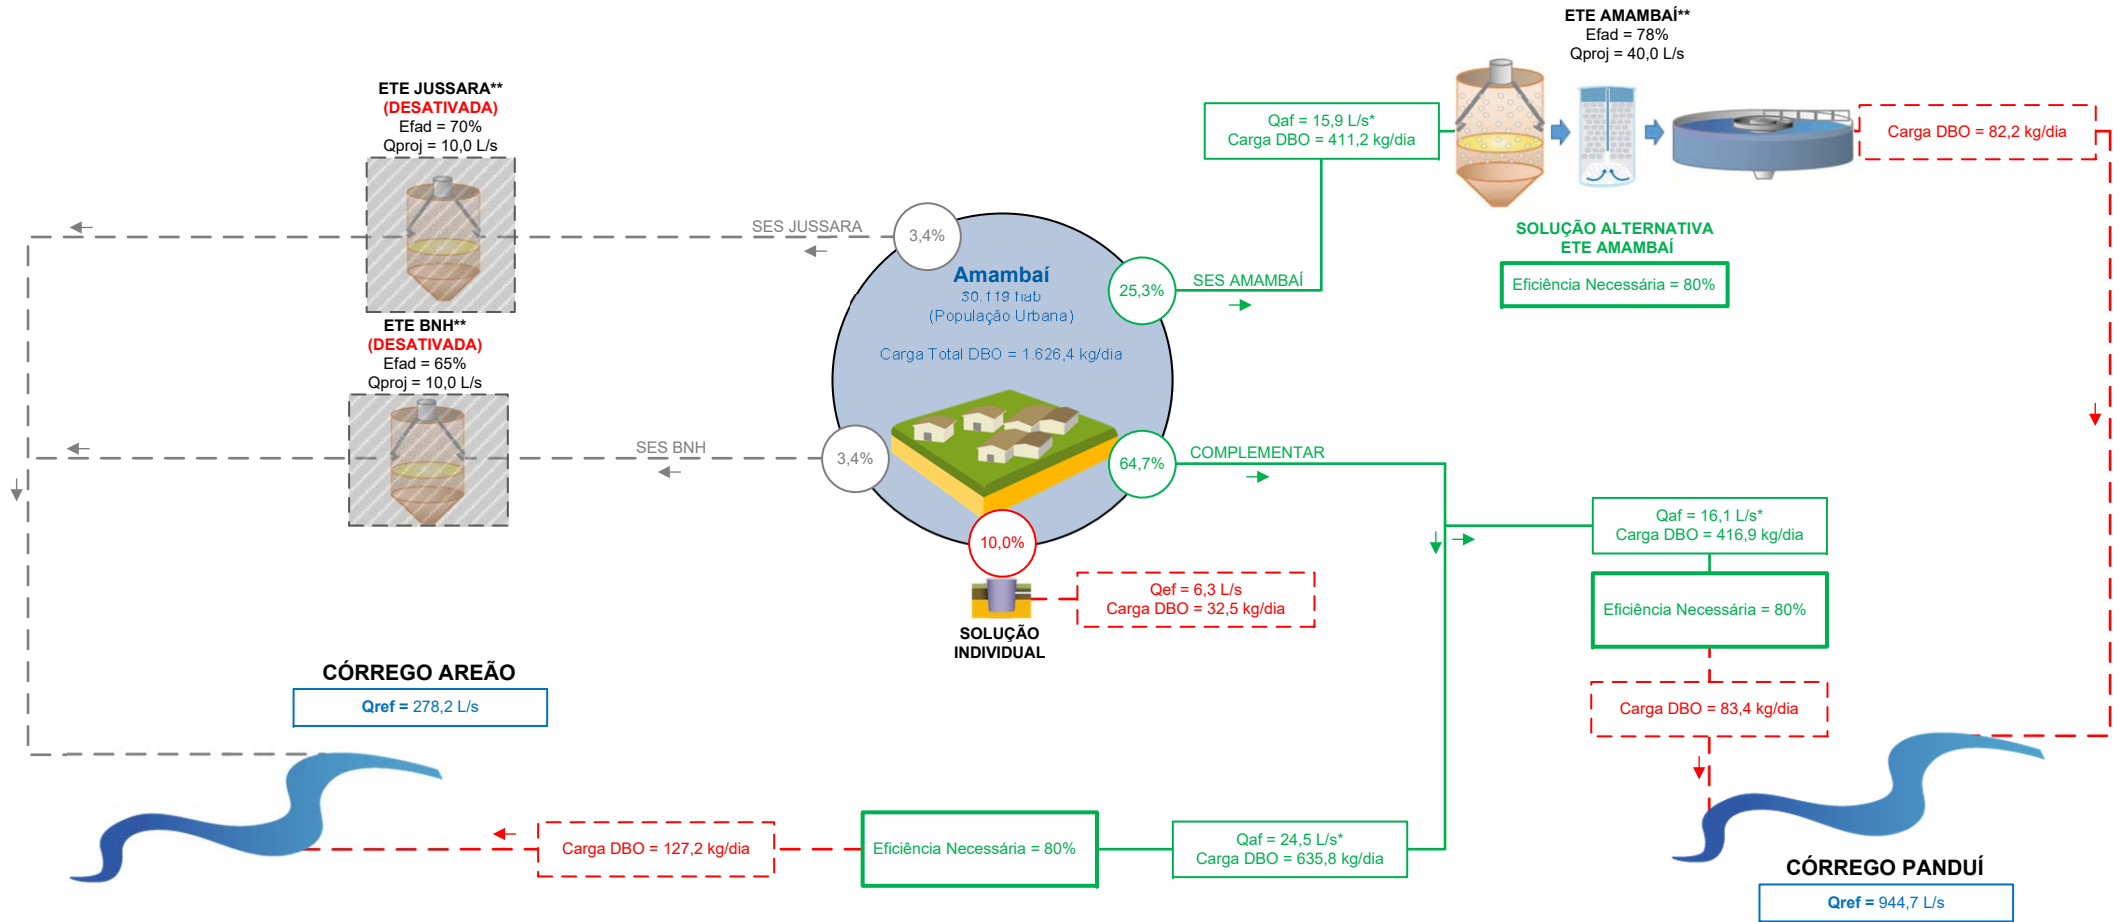 ETE AMAMBAÍ**
Efad = 78%
Qproj = 40,0 L/s
ETE JUSSARA**
(DESATIVADA)
Efad = 70%
Qproj = 10,0 L/s
Qaf = 15,9 L/s*
Carga DBO = 411,2 kg/dia
Carga DBO = 82,2 kg/dia
SES JUSSARA
3,4%
SOLUÇÃO ALTERNATIVA
ETE AMAMBAÍ
Eficiência Necessária = 80%
Amambaí
30.119 hab
(População Urbana)
Carga Total DBO = 1.626,4 kg/dia
25,3%
SES AMAMBAÍ
ETE BNH**
(DESATIVADA)
Efad = 65%
Qproj = 10,0 L/s
SES BNH
3,4%
64,7%
COMPLEMENTAR
10,0%
Qaf = 16,1 L/s*
Carga DBO = 416,9 kg/dia
Qef = 6,3 L/s
Carga DBO = 32,5 kg/dia
SOLUÇÃO
INDIVIDUAL
Eficiência Necessária = 80%
Carga DBO = 83,4 kg/dia
CÓRREGO AREÃO
Qref = 278,2 L/s
Carga DBO = 127,2 kg/dia
Eficiência Necessária = 80%
Qaf = 24,5 L/s*
Carga DBO = 635,8 kg/dia
CÓRREGO PANDUÍ
Qref = 944,7 L/s